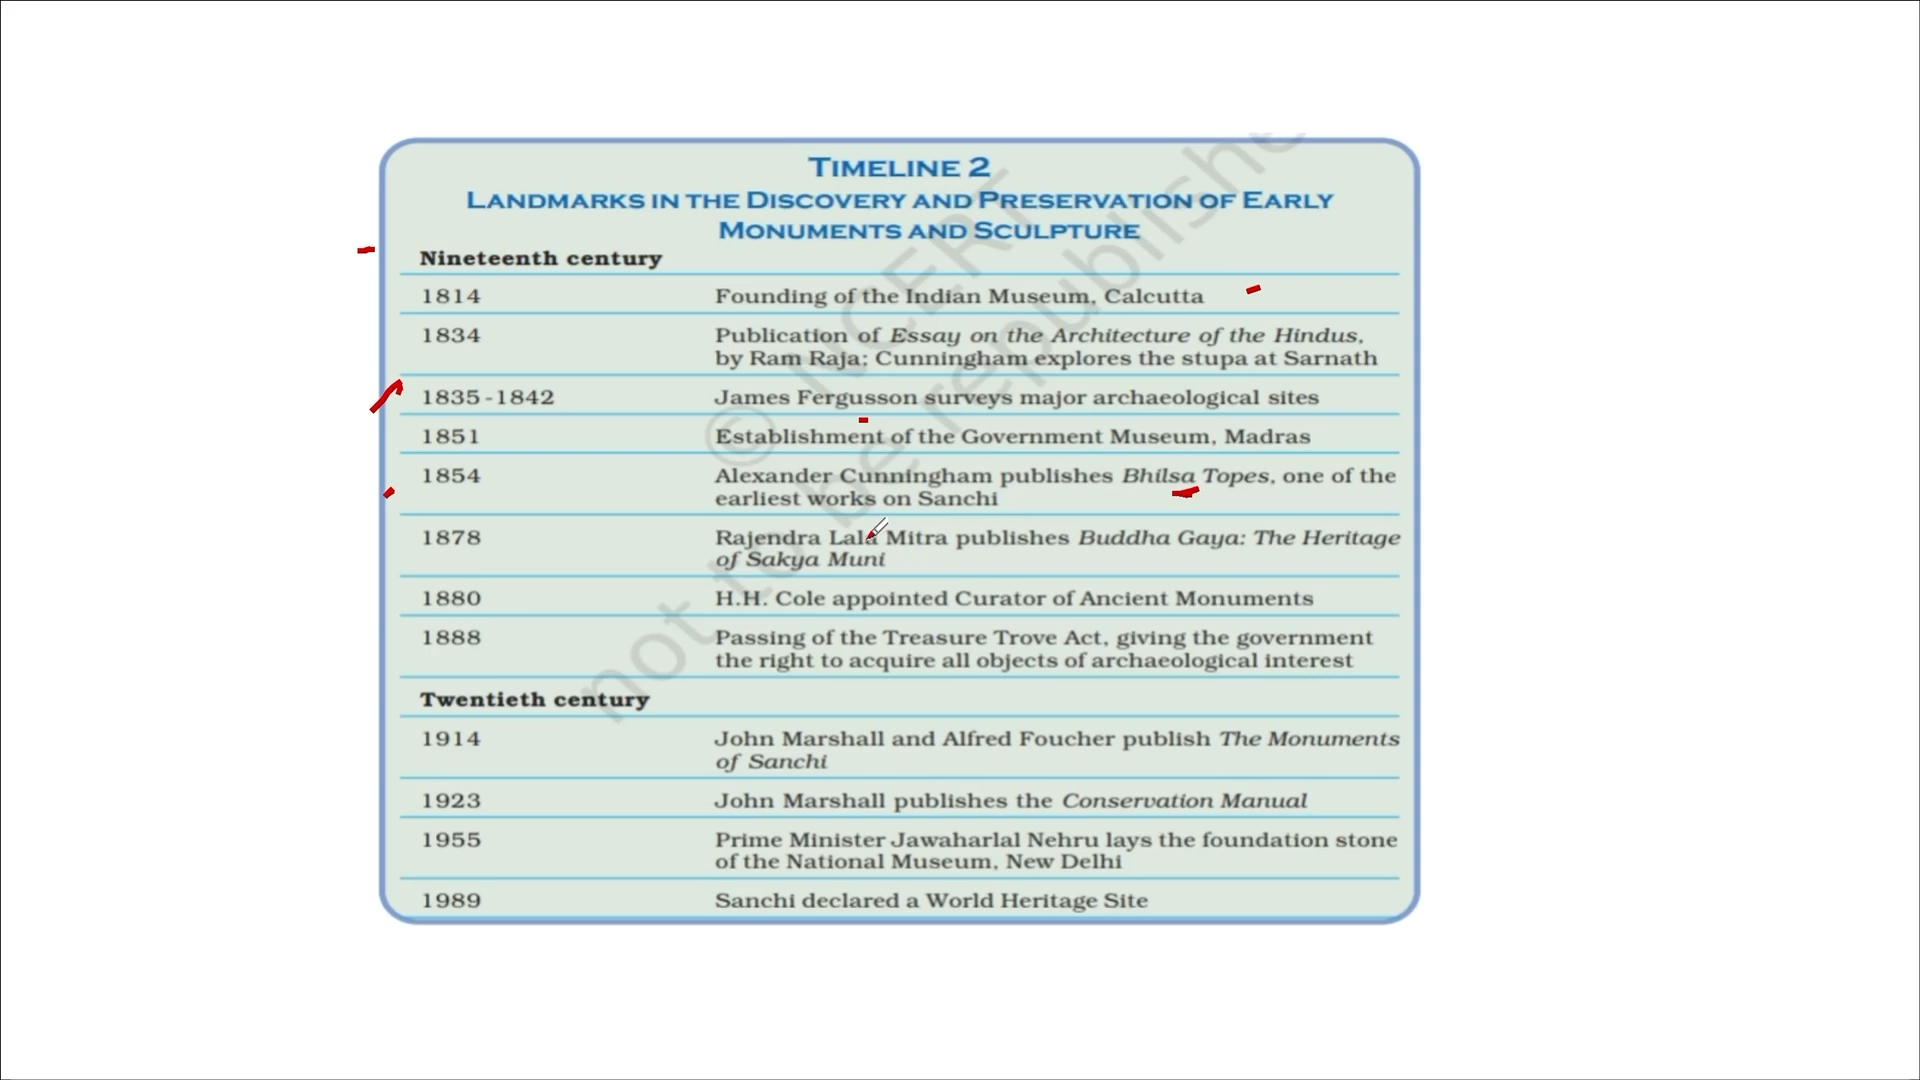 TIMELINE 2
LANDMARKS IN THE DISCOVERY AND PRESERVATION OF EARLY
MONUMENTS AND SCULPTURE
Nineteenth century
1814 Founding of the Indian Museum, Calcutta
1834 Publication of Essay on the Architecture of the Hindus,
by Ram Raja; Cunningham explores the stupa at Sarnath
1835-1842 James Fergusson surveys major archaeological sites
1851 Establishment of the Government Museum, Madras
1854 Alexander Cunningham publishes Bhilsa Topes, one of the
earliest works on Sanchi
1878 Rajendra Lala Mitra publishes Buddha Gaya: The Heritage
of Sakya Muni
1880 H.H. Cole appointed Curator of Ancient Monuments
1888 Passing of the Treasure Trove Act, giving the government
the right to acquire all objects of archaeological interest
Twentieth century
1914 John Marshall and Alfred Foucher publish The Monuments
of Sanchi
1923 John Marshall publishes the Conservation Manual
1955 Prime Minister Jawaharlal Nehru lays the foundation stone
of the National Museum, New Delhi
1989 Sanchi declared a World Heritage Site
© NCERT
not to be republishe